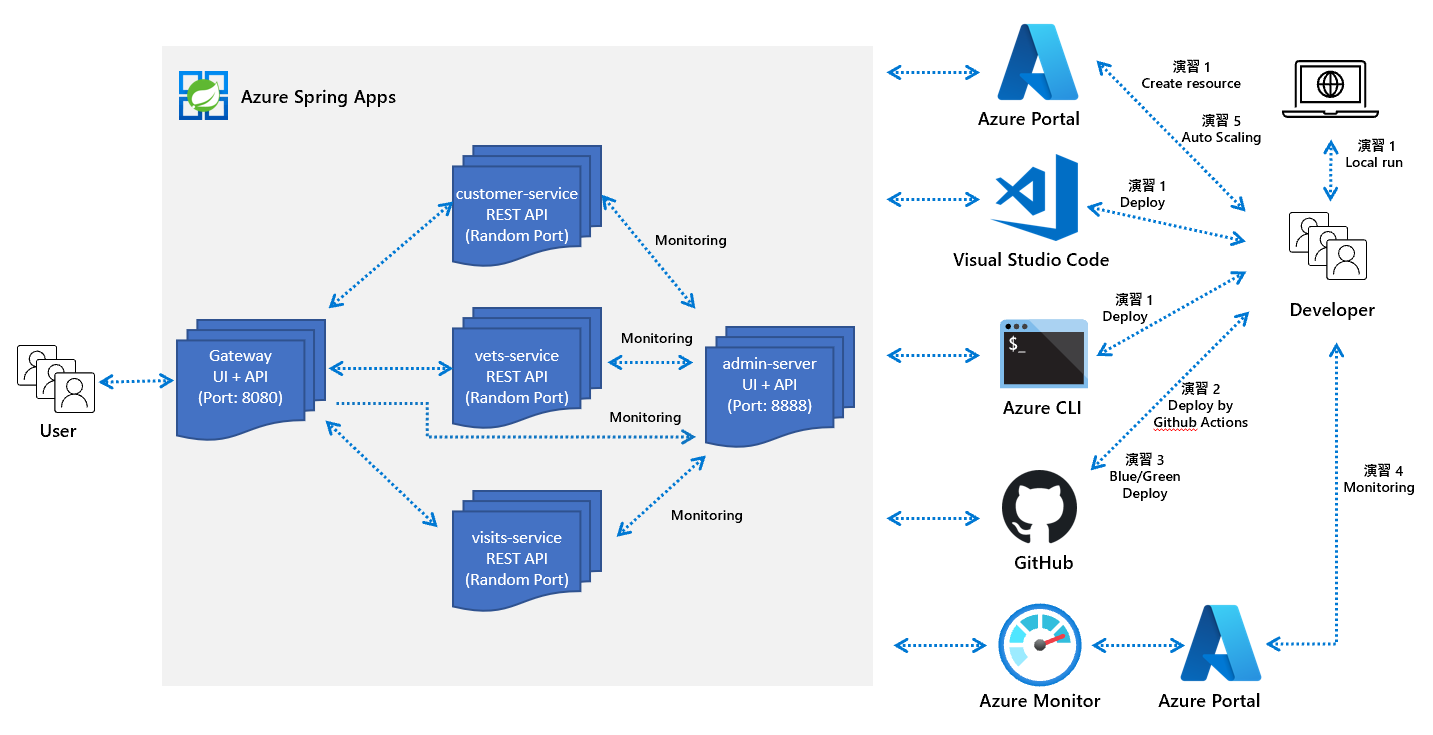 Azure Spring Apps
customer-service
REST API
(Random Port)
Monitoring
Gateway
UI + API
(Port: 8080)
vets-service
REST API
(Random Port)
Monitoring
admin-server
UI + API
(Port: 8888)
Monitoring
User
visits-service
REST API
(Random Port)
Monitoring
Azure Portal
演習 1
Create resource
演習 5
Auto Scaling
演習 1
Local run
Visual Studio Code
演習 1
Deploy
Developer
$_
Azure CLI
演習 1
Deploy
演習 2
Deploy by
Github Actions
演習 3
Blue/Green
Deploy
GitHub
演習 4
Monitoring
Azure Monitor
Azure Portal